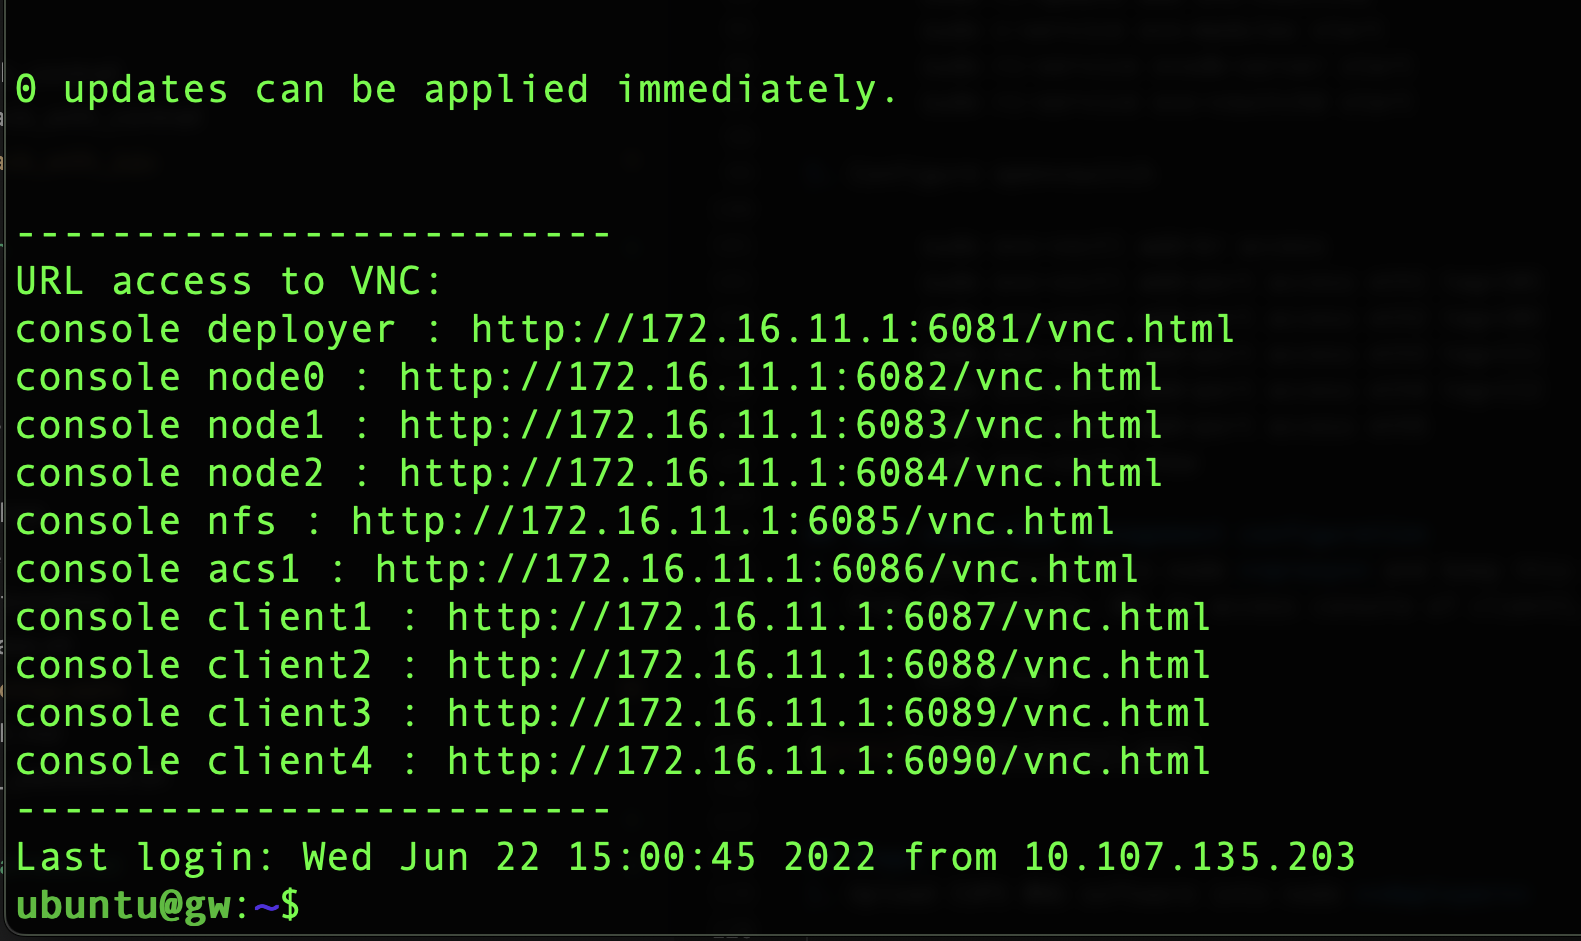 0 updates can be applied immediately.
-------------------------
URL access to VNC:
console deployer : http://172.16.11.1:6081/vnc.html
console node0 : http://172.16.11.1:6082/vnc.html
console node1 : http://172.16.11.1:6083/vnc.html
console node2 : http://172.16.11.1:6084/vnc.html
console nfs : http://172.16.11.1:6085/vnc.html
console acs1 : http://172.16.11.1:6086/vnc.html
console client1 : http://172.16.11.1:6087/vnc.html
console client2 : http://172.16.11.1:6088/vnc.html
console client3 : http://172.16.11.1:6089/vnc.html
console client4 : http://172.16.11.1:6090/vnc.html
-------------------------
Last login: Wed Jun 22 15:00:45 2022 from 10.107.135.203
ubuntu@gw:~$